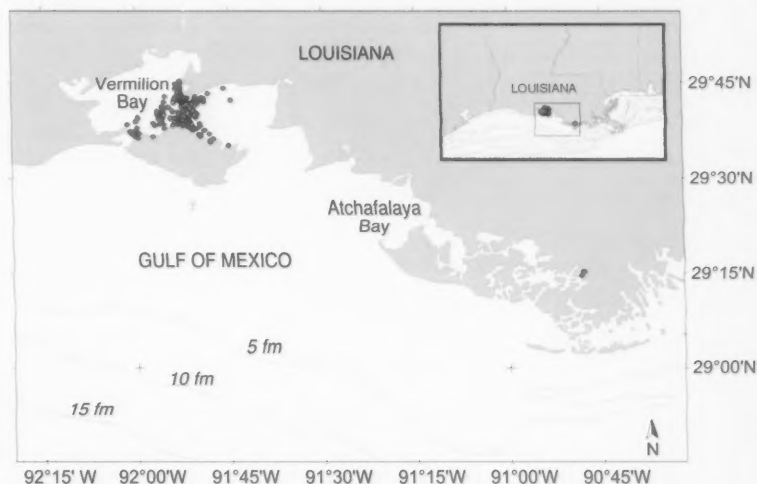 LOUISIANA
Vermilion
Bay
LOUISIANA
29°45'N
29°30'N
Atchafalaya
Bay
GULF OF MEXICO
29°15'N
5 fm
10 fm
29°00'N
15 fm
N
92°15' W
92°00' W
91°45'W
91°30'W
91°15'W
91°00'W
90°45'W